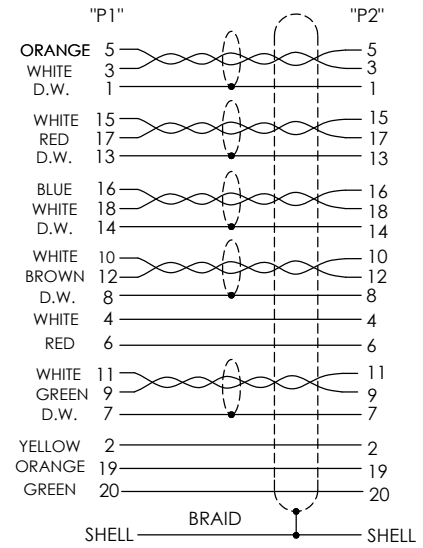 "P1" "P2"
ORANGE 5 5
WHITE 3 3
D.W. 1 1
WHITE 15 15
RED 17 17
D.W. 13 13
BLUE 16 16
WHITE 18 18
D.W. 14 14
WHITE 10 10
BROWN 12 12
D.W. 8 8
WHITE 4 4
RED 6 6
WHITE 11 11
GREEN 9 9
D.W. 7 7
YELLOW 2 2
ORANGE 19 19
GREEN 20 20
BRAID
SHELL SHELL